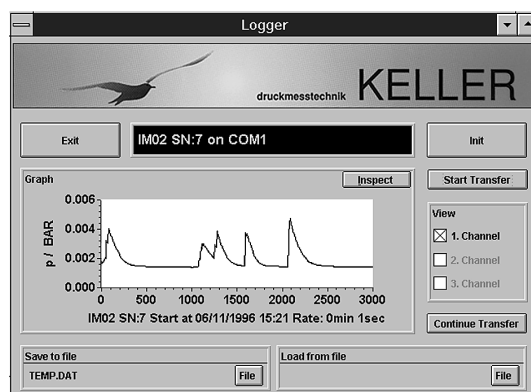 Logger
druckmesstechnik KELLER
Exit
IM02 SN:7 on COM1
Init
Graph
Inspect
Start Transfer
p / BAR
0.006
0.004
0.002
0.000
0 500 1000 1500 2000 2500 3000
IM02 SN:7 Start at 06/11/1996 15:21 Rate: 0min 1sec
View
1. Channel
2. Channel
3. Channel
Continue Transfer
Save to file
TEMP.DAT
File
Load from file
File